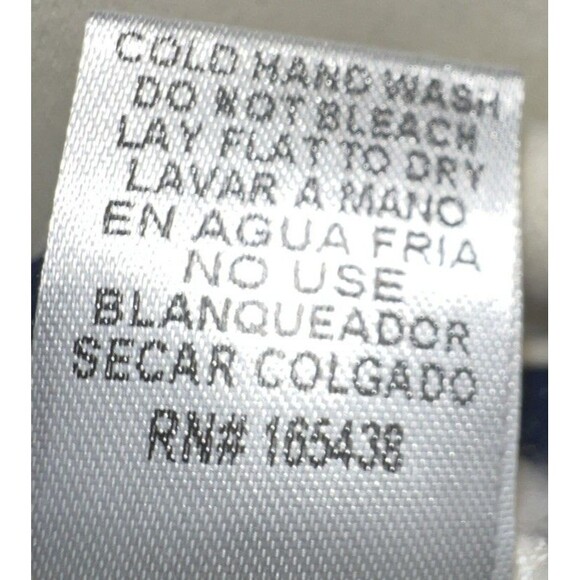 COLD HAND WASH
DO NOT BLEACH
LAY FLAT TO DRY
LAVAR A MANO
EN AGUA FRIA
NO USE
BLANQUEADOR
SECAR COLGADO
RN# 165438